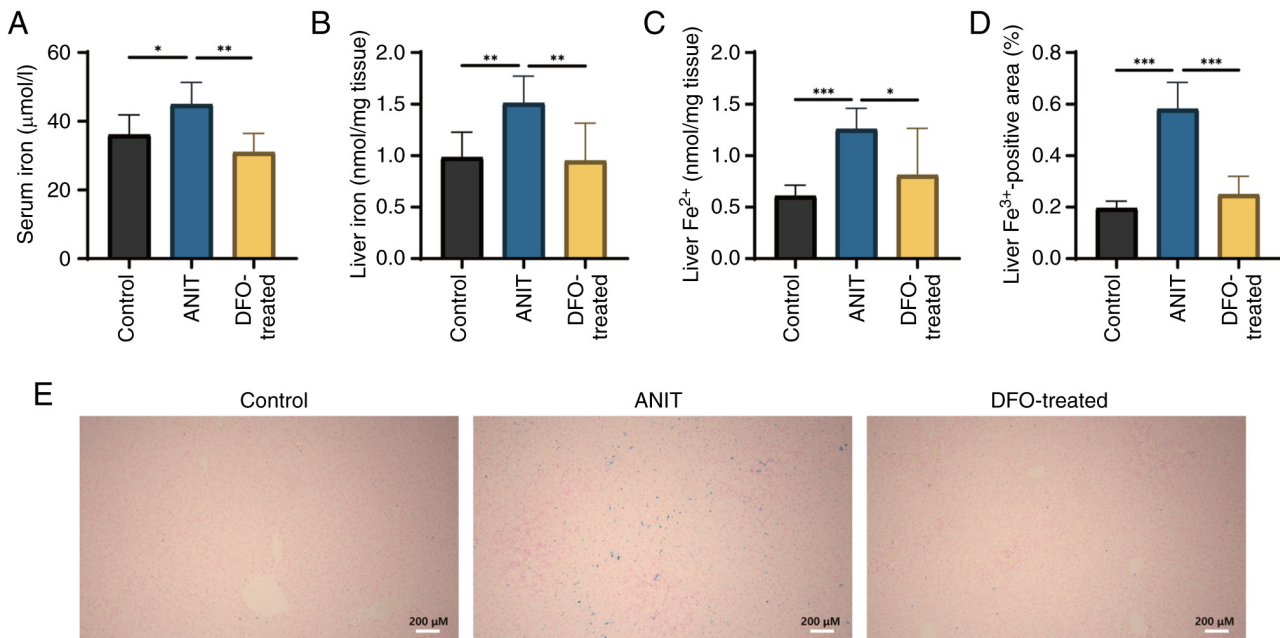 A
Serum iron (µmol/l)
60
40
20
0
*
**
Control
ANIT
DFO-
treated
B
Liver iron (nmol/mg tissue)
2.0
1.5
1.0
0.5
0.0
**
**
Control
ANIT
DFO-
treated
C
Liver Fe²⁺ (nmol/mg tissue)
2.0
1.5
1.0
0.5
0.0
***
*
Control
ANIT
DFO-
treated
D
Liver Fe³⁺-positive area (%)
0.8
0.6
0.4
0.2
0.0
***
***
Control
ANIT
DFO-
treated
E
Control
ANIT
DFO-treated
200 µM
200 µM
200 µM